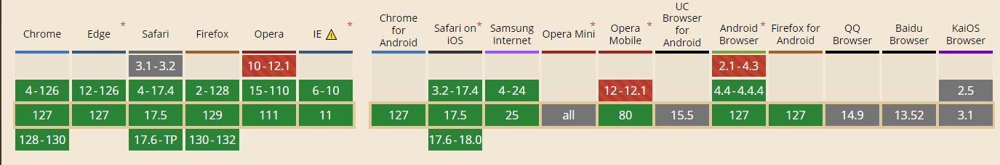 Chrome Edge * Safari Firefox Opera IE *
Chrome for Android Safari on iOS * Samsung Internet Opera Mini * Opera Mobile * UC Browser for Android Android Browser * Firefox for Android QQ Browser Baidu Browser KaiOS Browser
3.1-3.2 10-12.1 2.1-4.3
4-126 12-126 4-17.4 2-128 15-110 6-10 3.2-17.4 4-24 12-12.1 4.4-4.4.4 2.5
127 127 17.5 129 111 11 127 17.5 25 all 80 15.5 127 127 14.9 13.52 3.1
128-130 17.6-TP 130-132 17.6-18.0